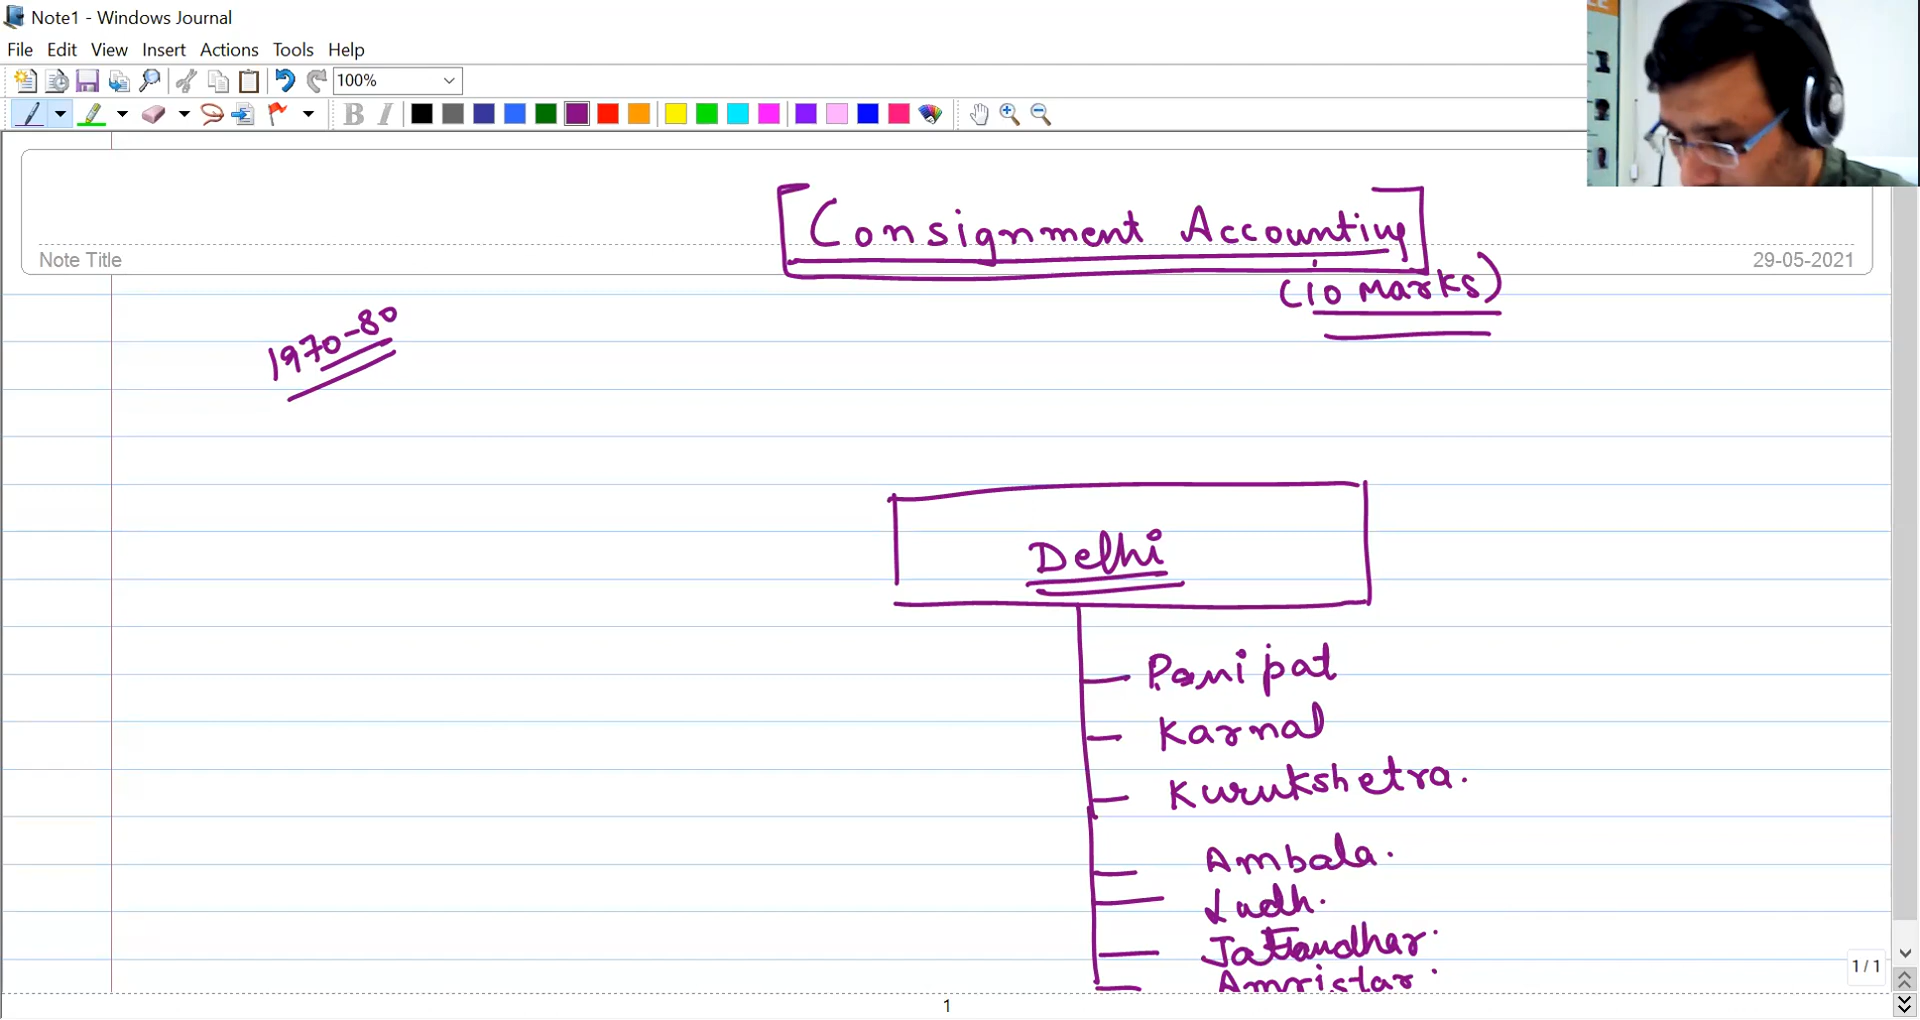 Note1 - Windows Journal
File Edit View Insert Actions Tools Help
100%
B I
Consignment Accounting
Note Title
29-05-2021
(10 Marks)
1970-80
Delhi
Panipat
Karnal
Kurukshetra.
Ambala.
Ludh.
Jallandhar.
Amristar.
1 / 1
1